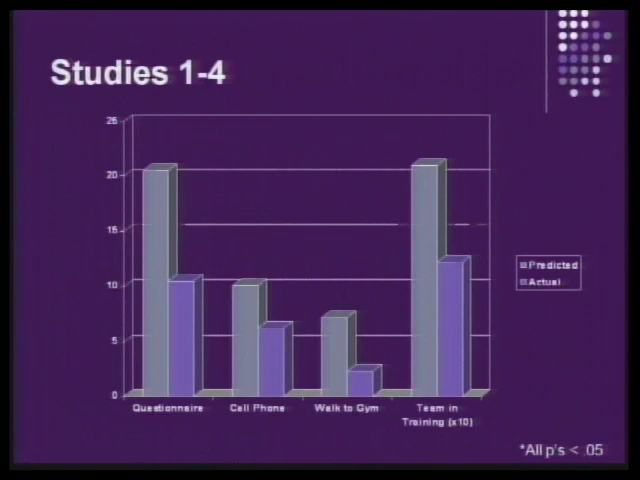 Studies 1-4
25
20
15
10
5
0
Questionnaire
Cell Phone
Walk to Gym
Team in
Training (x10)
Predicted
Actual
*All p's < .05